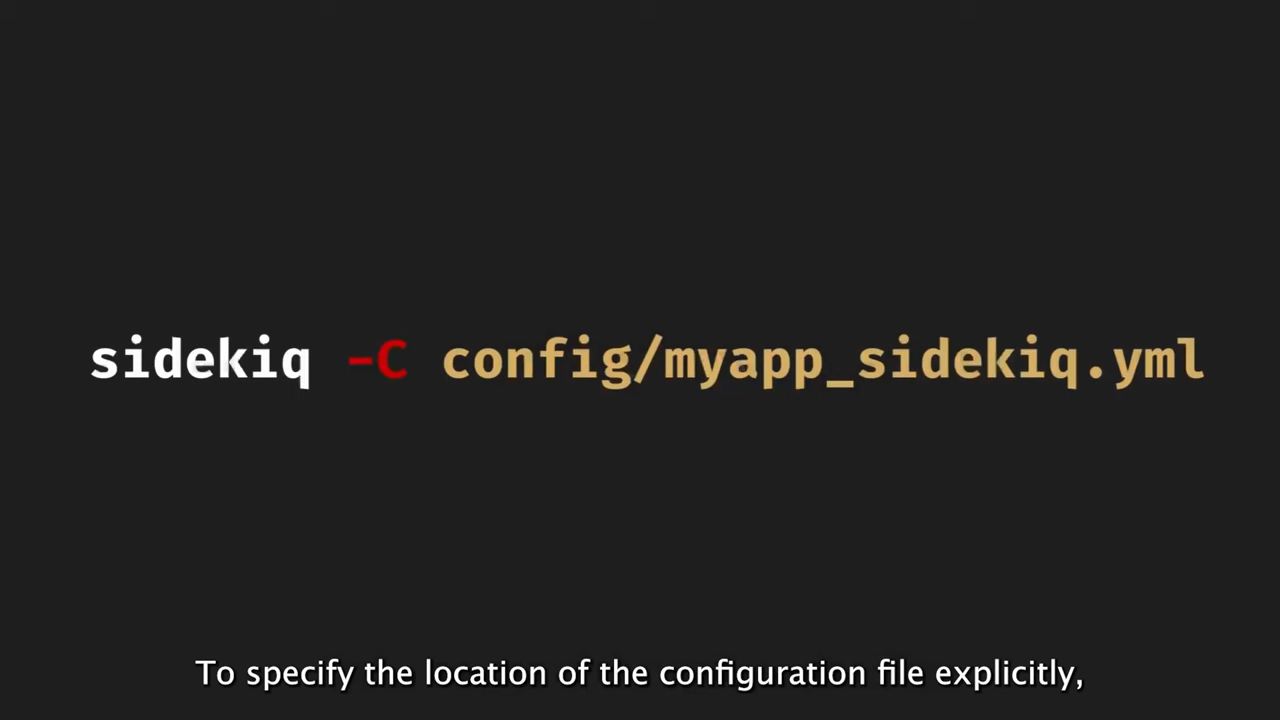 sidekiq -C config/myapp_sidekiq.yml
To specify the location of the configuration file explicitly,